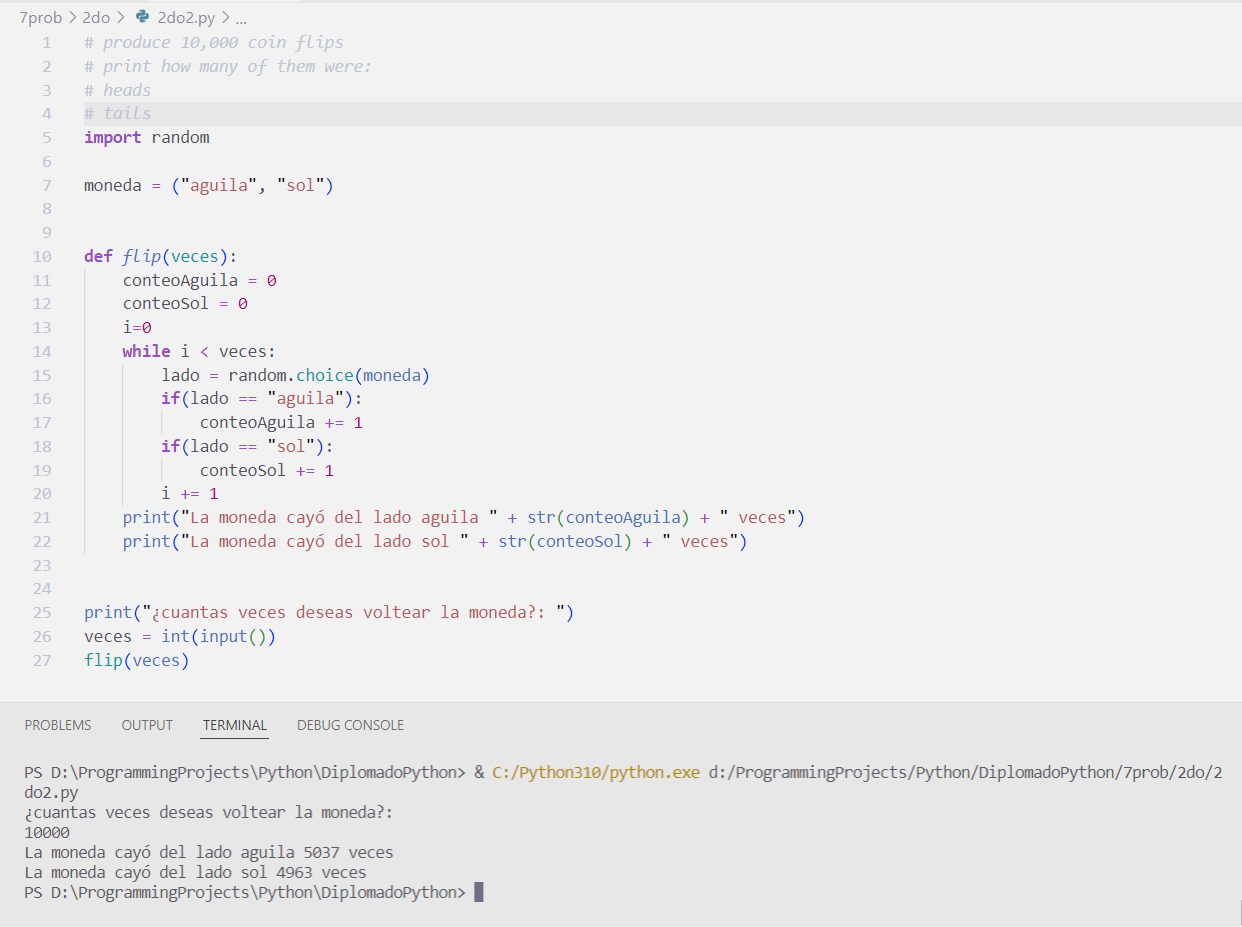 7prob > 2do > 2do2.py > ...
1 # produce 10,000 coin flips
2 # print how many of them were:
3 # heads
4 # tails
5 import random
6
7 moneda = ("aguila", "sol")
8
9
10 def flip(veces):
11     conteoAguila = 0
12     conteoSol = 0
13     i=0
14     while i < veces:
15         lado = random.choice(moneda)
16         if(lado == "aguila"):
17             conteoAguila += 1
18         if(lado == "sol"):
19             conteoSol += 1
20         i += 1
21     print("La moneda cayó del lado aguila " + str(conteoAguila) + " veces")
22     print("La moneda cayó del lado sol " + str(conteoSol) + " veces")
23
24
25 print("¿cuantas veces deseas voltear la moneda?: ")
26 veces = int(input())
27 flip(veces)
PROBLEMS OUTPUT TERMINAL DEBUG CONSOLE
PS D:\ProgrammingProjects\Python\DiplomadoPython> & C:/Python310/python.exe d:/ProgrammingProjects/Python/DiplomadoPython/7prob/2do/2
do2.py
¿cuantas veces deseas voltear la moneda?:
10000
La moneda cayó del lado aguila 5037 veces
La moneda cayó del lado sol 4963 veces
PS D:\ProgrammingProjects\Python\DiplomadoPython>